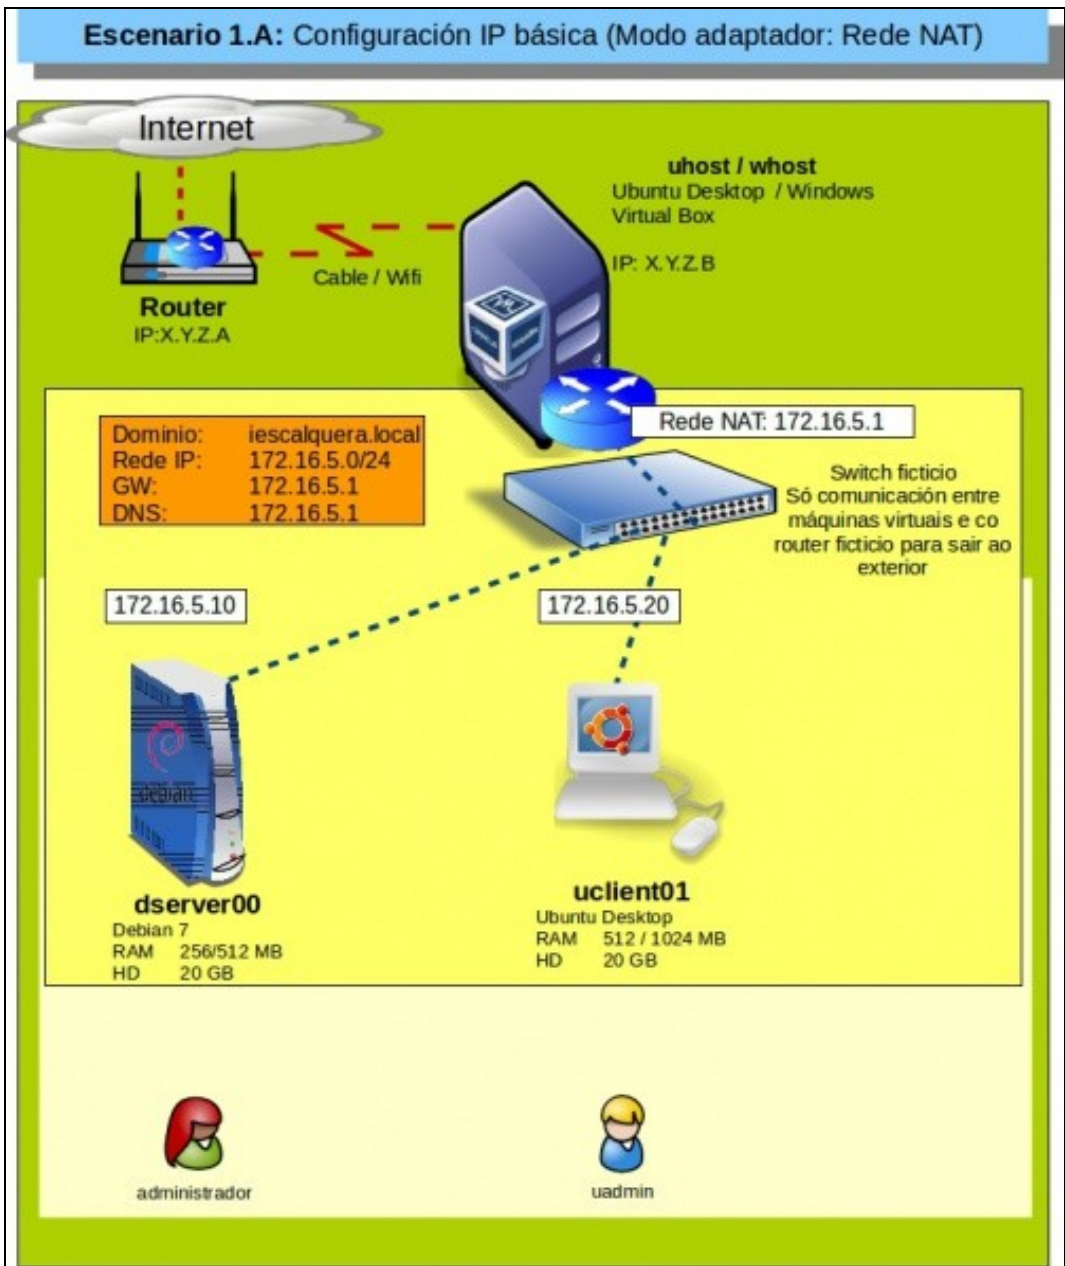 Escenario 1.A: Configuración IP básica (Modo adaptador: Rede NAT)
Internet
uhost / whost
Ubuntu Desktop / Windows
Virtual Box
IP: X.Y.Z.B
Cable / Wifi
Router
IP:X.Y.Z.A
Rede NAT: 172.16.5.1
Dominio: iescalquera.local
Rede IP: 172.16.5.0/24
GW: 172.16.5.1
DNS: 172.16.5.1
Switch ficticio
Só comunicación entre
máquinas virtuais e co
router ficticio para sair ao
exterior
172.16.5.10
172.16.5.20
debian
dserver00
Debian 7
RAM 256/512 MB
HD 20 GB
uclient01
Ubuntu Desktop
RAM 512 / 1024 MB
HD 20 GB
administrador
uadmin